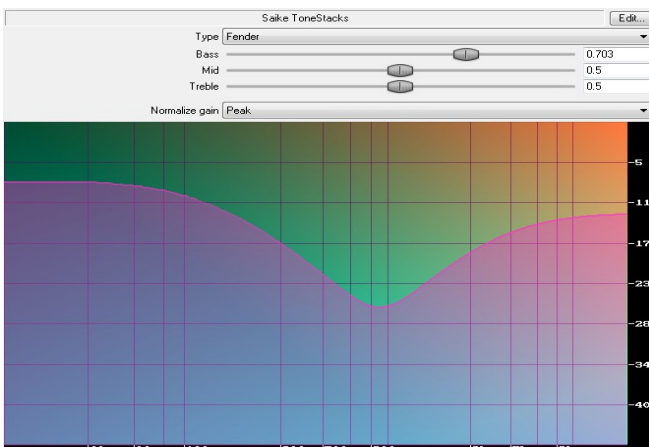 Saike ToneStacks
Edit...
Type Fender
Bass 0.703
Mid 0.5
Treble 0.5
Normalize gain Peak
-5
-11
-17
-23
-28
-34
-40